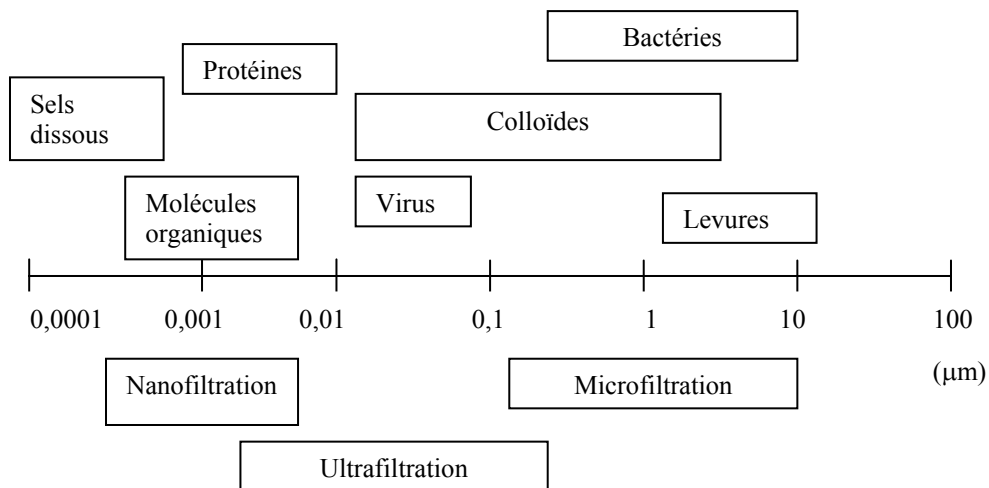 Bactéries
Protéines
Sels
dissous
Colloïdes
Molécules
organiques
Virus
Levures
0,0001 0,001 0,01 0,1 1 10 100
(μm)
Nanofiltration
Microfiltration
Ultrafiltration